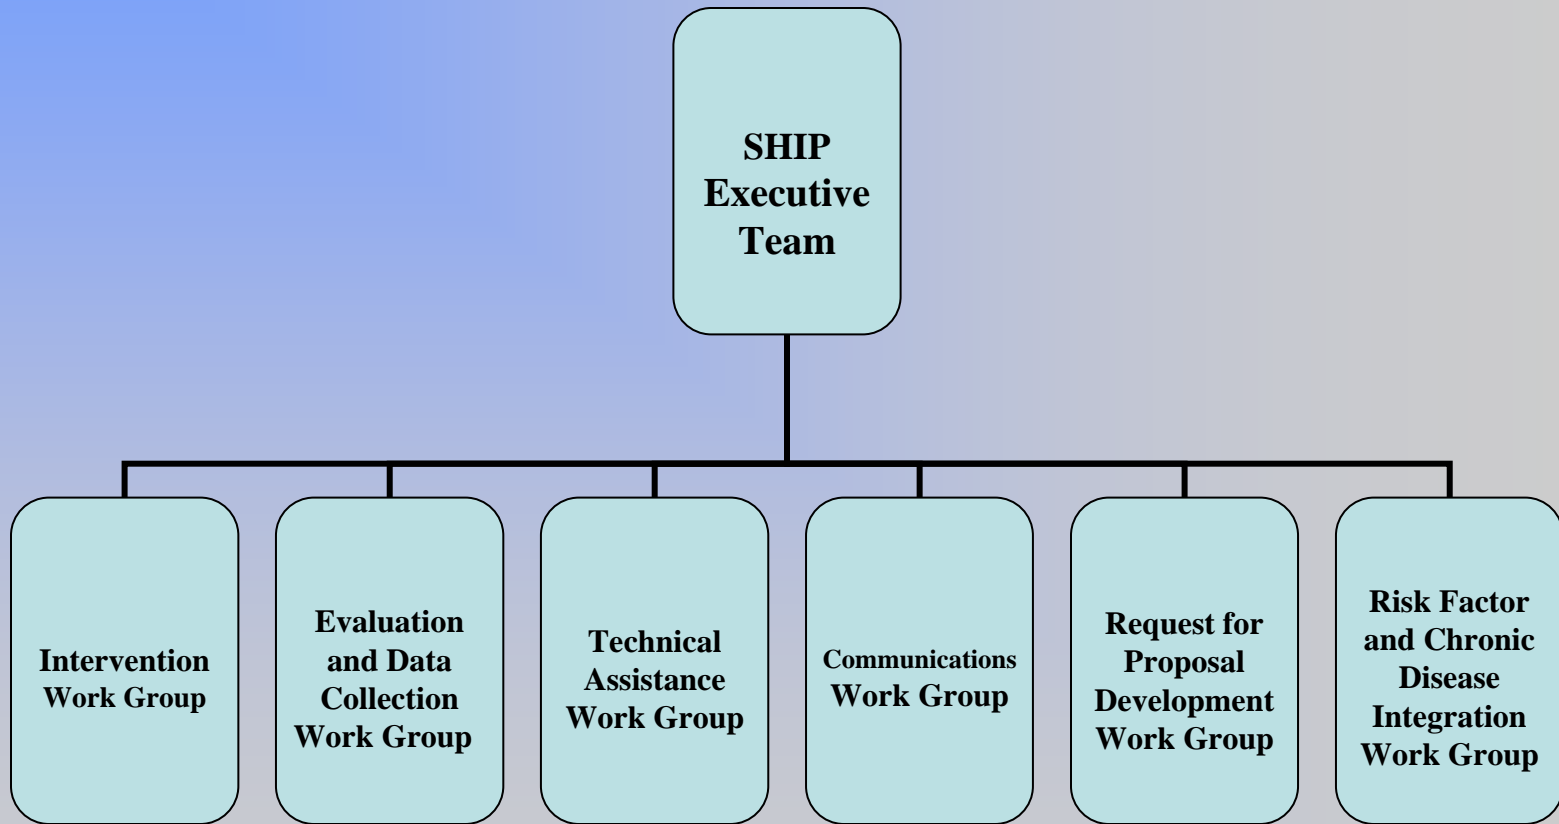 SHIP
Executive
Team
Intervention
Work Group
Evaluation
and Data
Collection
Work Group
Technical
Assistance
Work Group
Communications
Work Group
Request for
Proposal
Development
Work Group
Risk Factor
and Chronic
Disease
Integration
Work Group